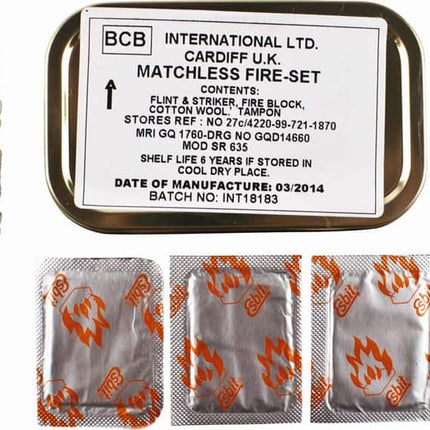 BCB INTERNATIONAL LTD.
CARDIFF U.K.
MATCHLESS FIRE-SET
CONTENTS:
FLINT & STRIKER, FIRE BLOCK,
COTTON WOOL.' TAMPON
STORES REF : NO 27c/4220-99-721-1870
MRI GQ 1760-DRG NO GQD14660
MOD SR 635
SHELF LIFE 6 YEARS IF STORED IN
COOL DRY PLACE.
DATE OF MANUFACTURE: 03/2014
BATCH NO: INT18183
Esbit
Esbit
Esbit
Esbit
Esbit
Esbit